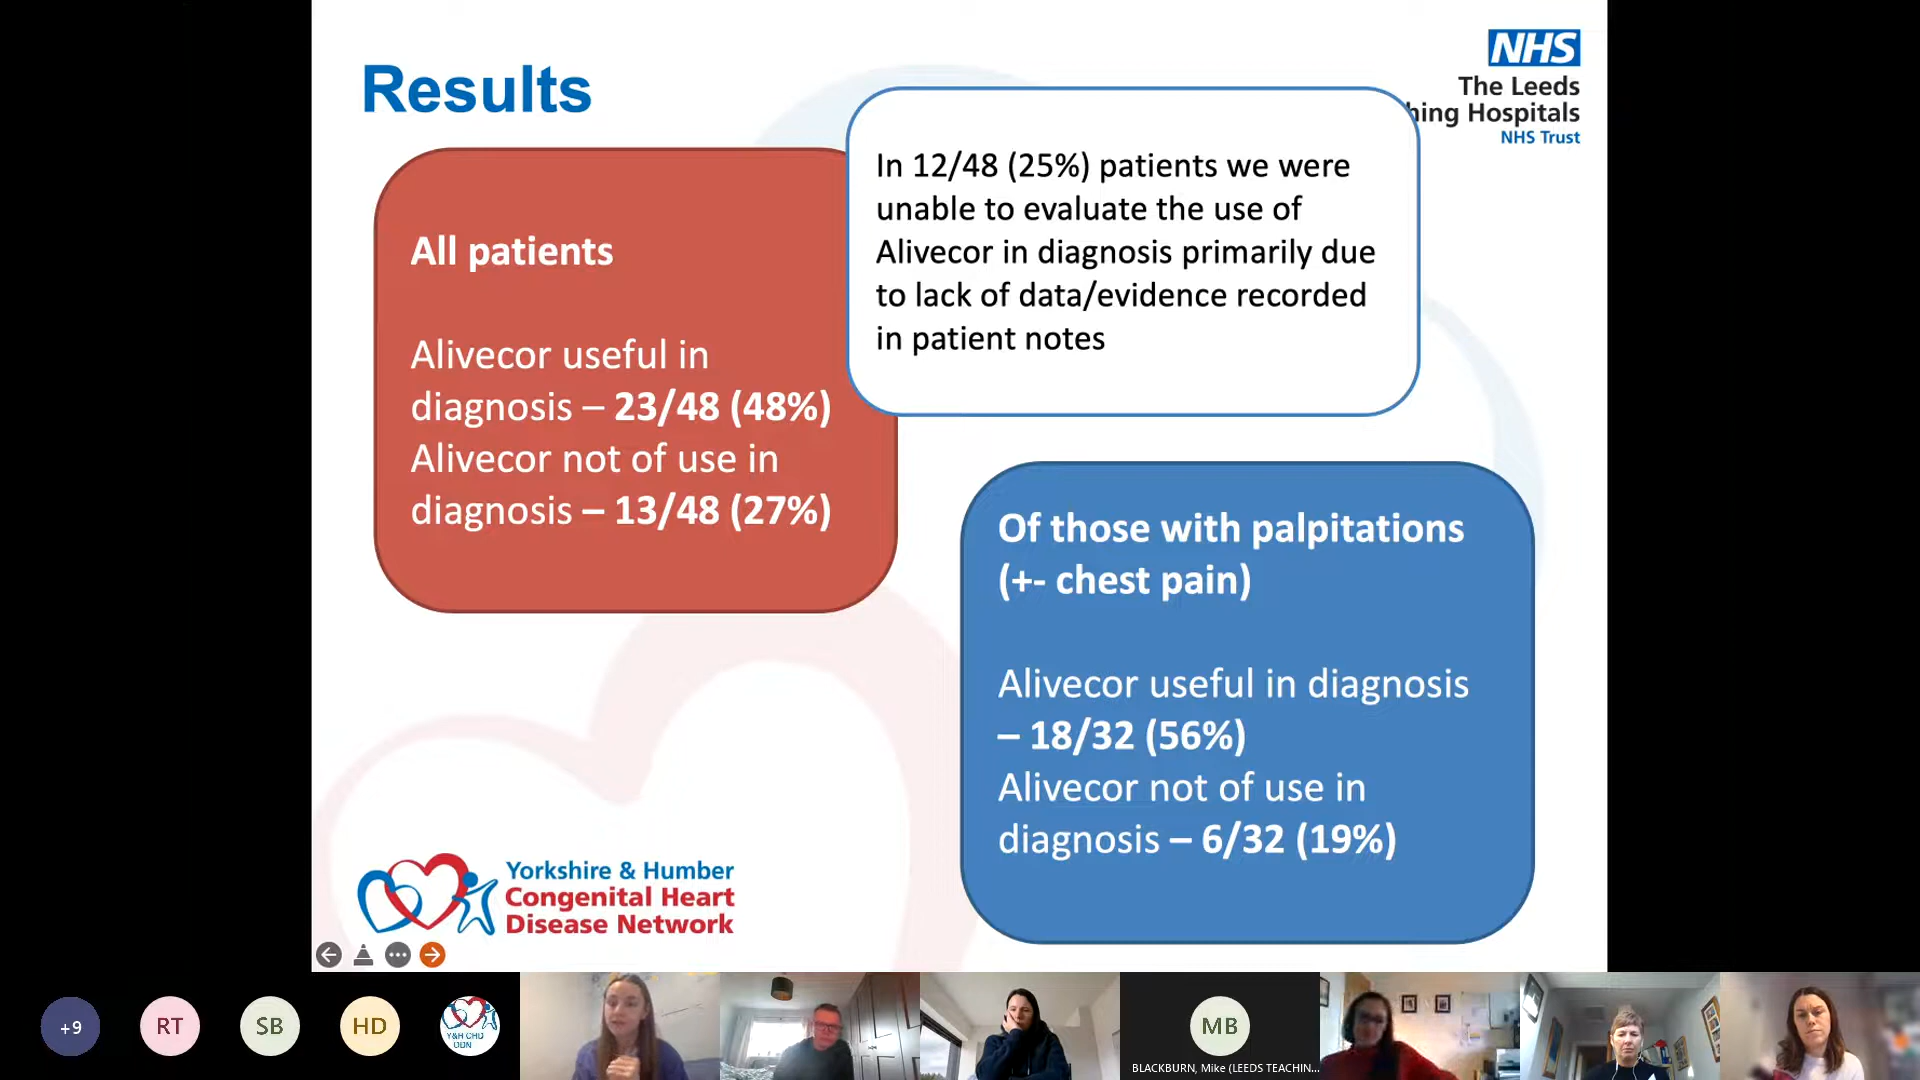 Results
NHS
The Leeds
hing Hospitals
NHS Trust
In 12/48 (25%) patients we were
unable to evaluate the use of
Alivecor in diagnosis primarily due
to lack of data/evidence recorded
in patient notes
All patients
Alivecor useful in
diagnosis – 23/48 (48%)
Alivecor not of use in
diagnosis – 13/48 (27%)
Of those with palpitations
(+- chest pain)
Alivecor useful in diagnosis
– 18/32 (56%)
Alivecor not of use in
diagnosis – 6/32 (19%)
Yorkshire & Humber
Congenital Heart
Disease Network
+9
RT
SB
HD
Y&H CHD
ODN
MB
BLACKBURN, Mike (LEEDS TEACHIN...